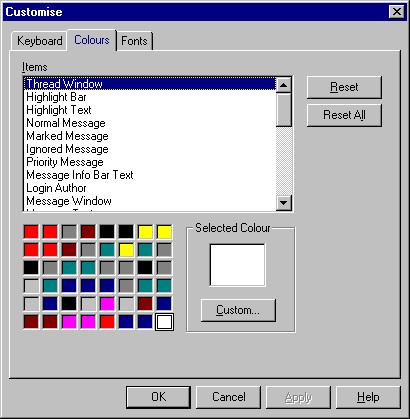 Customise
Keyboard Colours Fonts
Items
Thread Window
Highlight Bar
Highlight Text
Normal Message
Marked Message
Ignored Message
Priority Message
Message Info Bar Text
Login Author
Message Window
Reset
Reset All
Selected Colour
Custom...
OK Cancel Apply Help